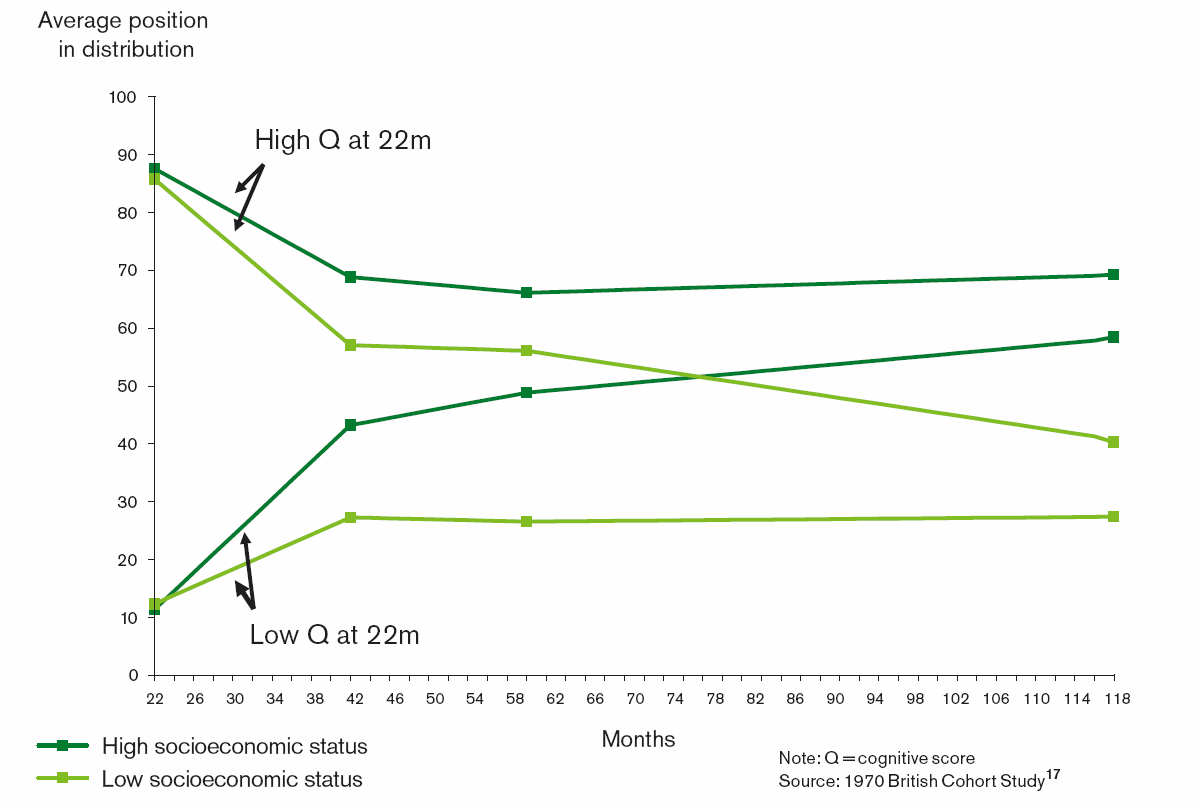 Average position
in distribution
100
90
80
70
60
50
40
30
20
10
0
High Q at 22m
Low Q at 22m
22 26 30 34 38 42 46 50 54 58 62 66 70 74 78 82 86 90 94 98 102 106 110 114 118
Months
High socioeconomic status
Low socioeconomic status
Note: Q = cognitive score
Source: 1970 British Cohort Study17